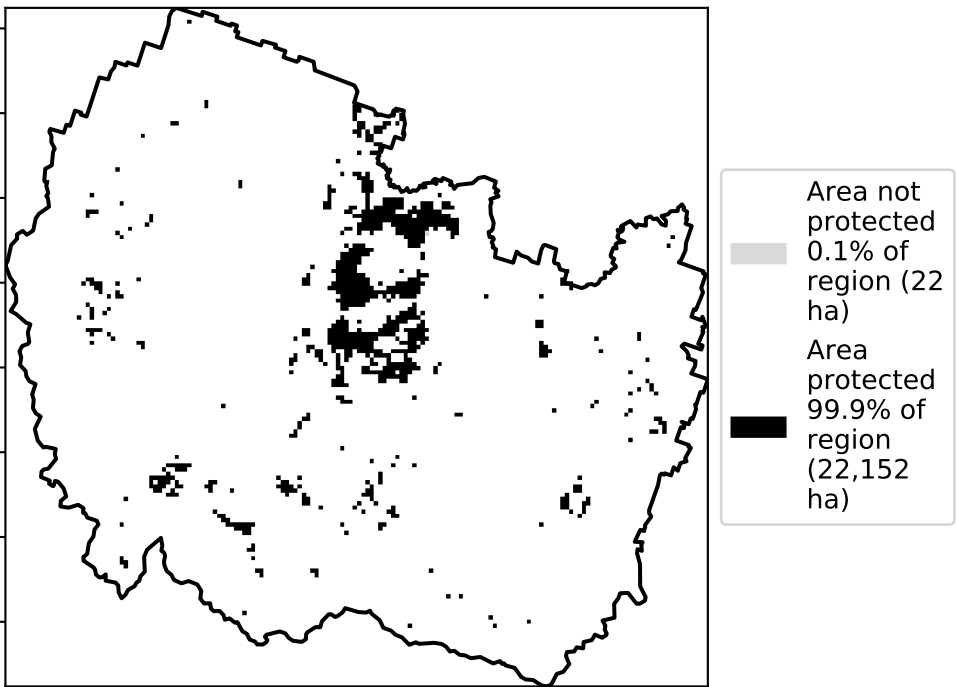 Area not
protected
0.1% of
region (22
ha)
Area
protected
99.9% of
region
(22,152
ha)